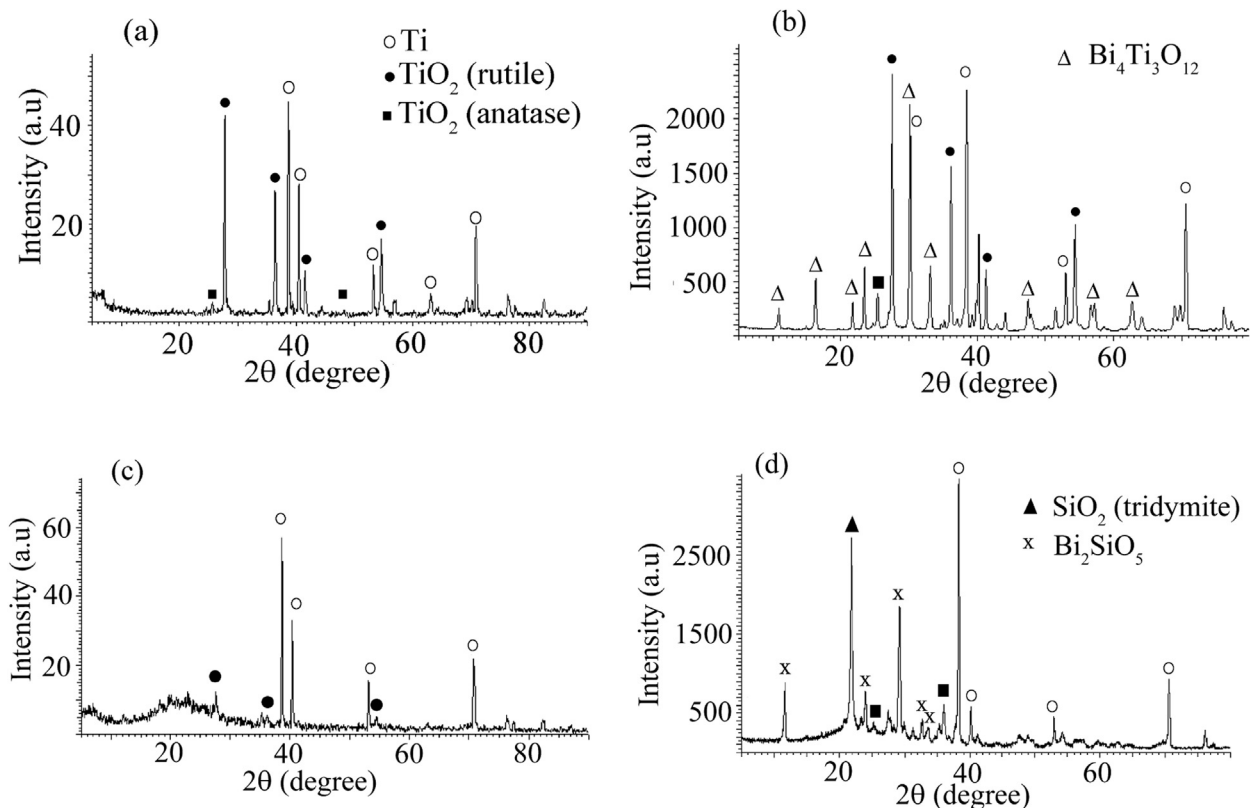 (a)
○ Ti
● TiO₂ (rutile)
■ TiO₂ (anatase)
Intensity (a.u)
40
20
20 40 60 80
2θ (degree)
(b)
Δ Bi₄Ti₃O₁₂
Intensity (a.u)
2000
1500
1000
500
20 40 60
2θ (degree)
(c)
Intensity (a.u)
60
40
20
20 40 60 80
2θ (degree)
(d)
▲ SiO₂ (tridymite)
x Bi₂SiO₅
Intensity (a.u)
2500
1500
500
20 40 60
2θ (degree)